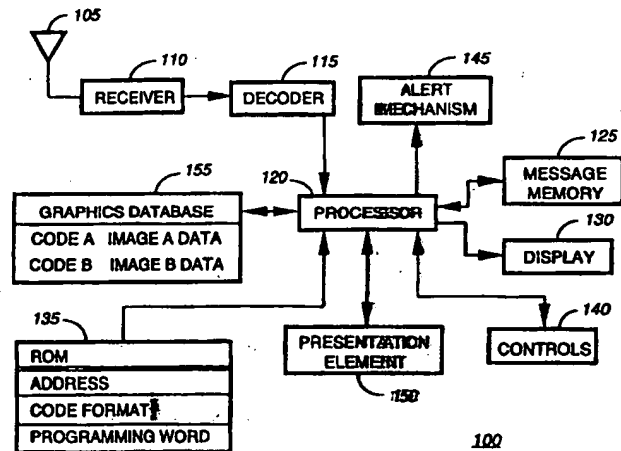 105
110
115
145
RECEIVER
DECODER
ALERT
MECHANISM
125
MESSAGE
MEMORY
155
120
GRAPHICS DATABASE
PROCESSOR
130
CODE A IMAGE A DATA
CODE B IMAGE B DATA
DISPLAY
135
140
ROM
PRESENTATION
ELEMENT
CONTROLS
ADDRESS
150
CODE FORMAT
PROGRAMMING WORD
100